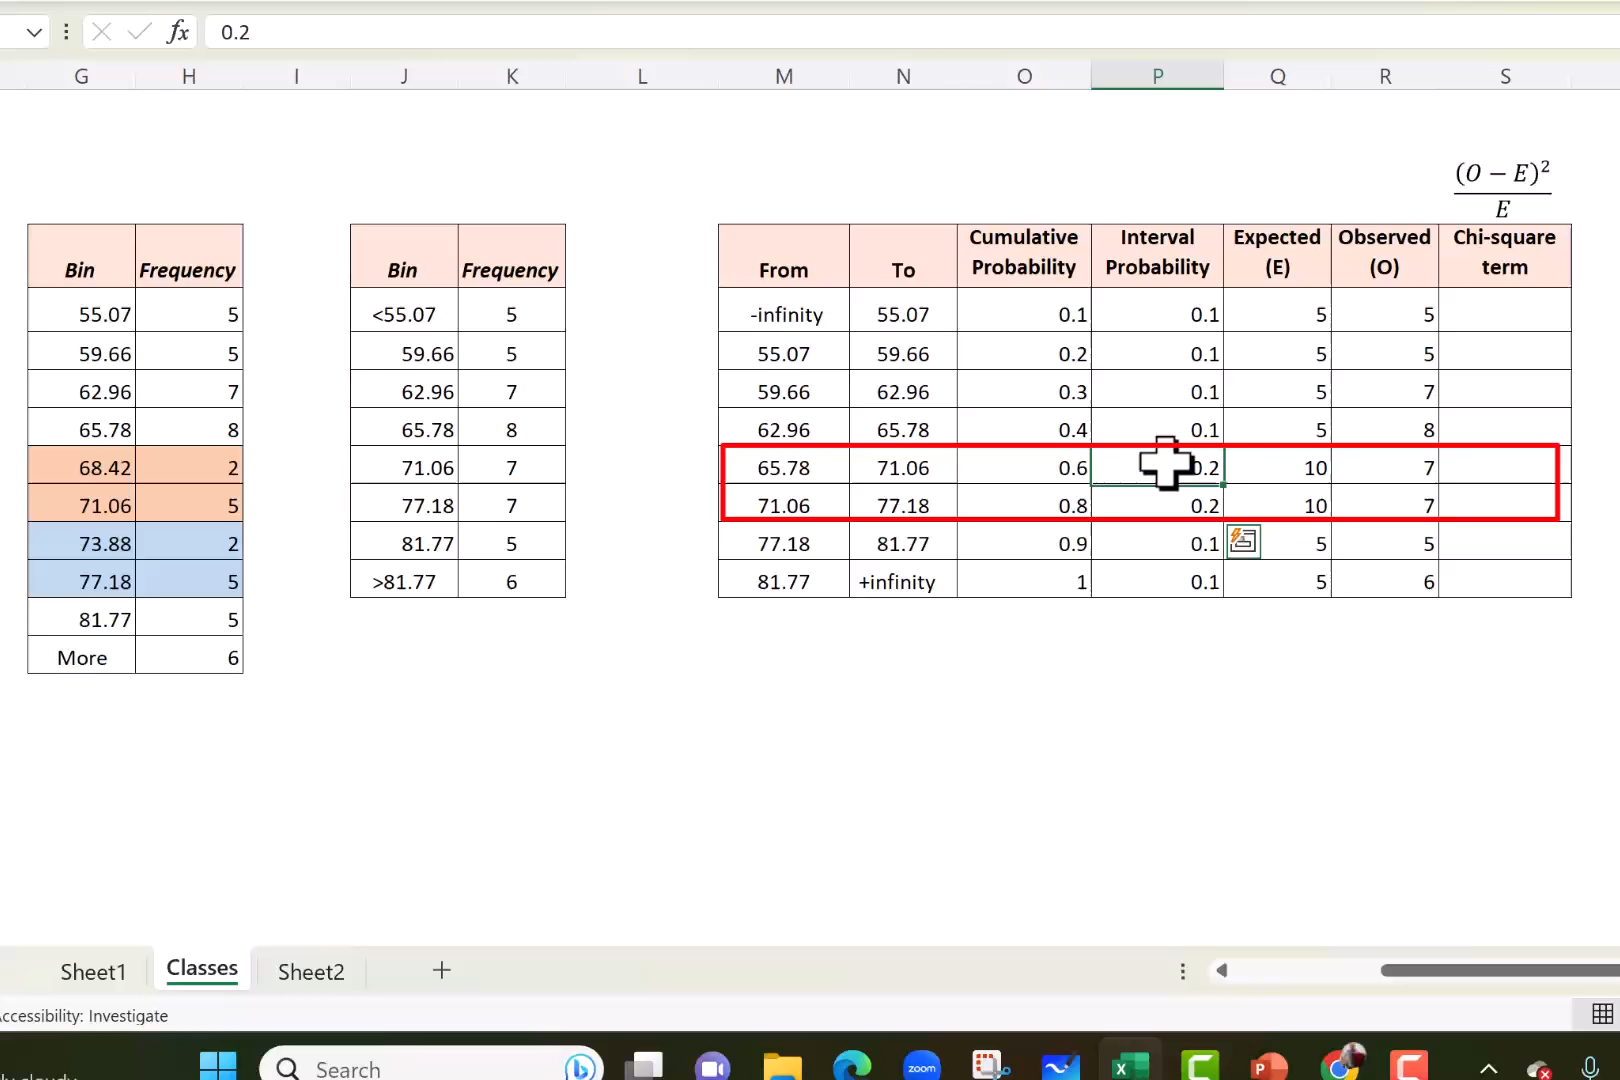 fx 0.2
G H I J K L M N O P Q R S
(O − E)²
E
Bin Frequency
55.07 5
59.66 5
62.96 7
65.78 8
68.42 2
71.06 5
73.88 2
77.18 5
81.77 5
More 6
Bin Frequency
<55.07 5
59.66 5
62.96 7
65.78 8
71.06 7
77.18 7
81.77 5
>81.77 6
From To Cumulative Probability Interval Probability Expected (E) Observed (O) Chi-square term
-infinity 55.07 0.1 0.1 5 5
55.07 59.66 0.2 0.1 5 5
59.66 62.96 0.3 0.1 5 7
62.96 65.78 0.4 0.1 5 8
65.78 71.06 0.6 0.2 10 7
71.06 77.18 0.8 0.2 10 7
77.18 81.77 0.9 0.1 5 5
81.77 +infinity 1 0.1 5 6
Sheet1 Classes Sheet2 +
ccessibility: Investigate
Search
zoom